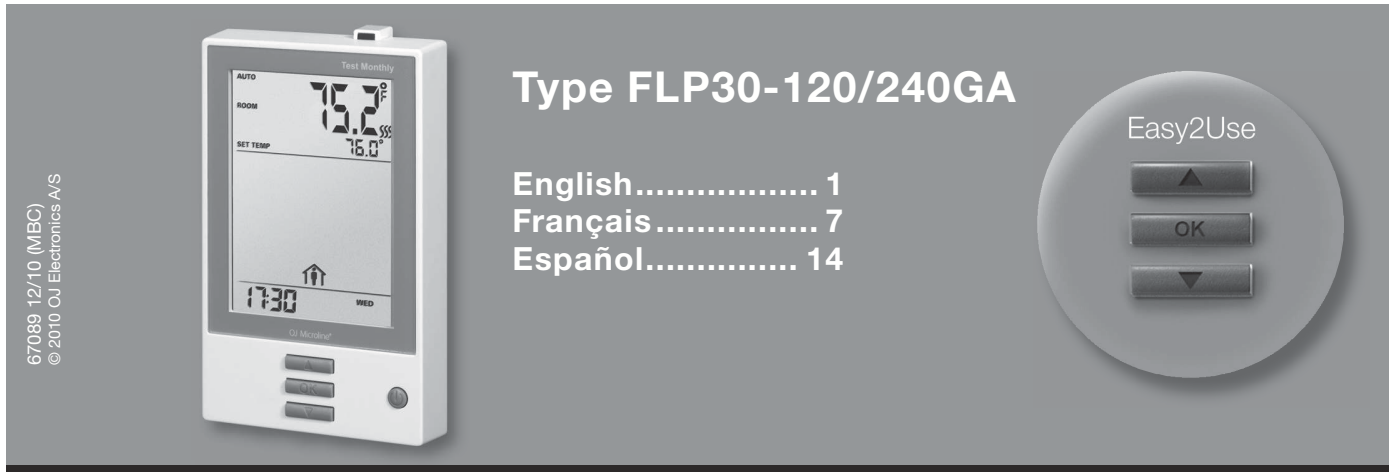 67089 12/10 (MBC)
© 2010 OJ Electronics A/S
Test Monthly
AUTO
75.2°F
ROOM
SET TEMP 76.0°
17:30 WED
OJ Microline®
OK
Type FLP30-120/240GA
English.................. 1
Français................ 7
Español............... 14
Easy2Use
OK